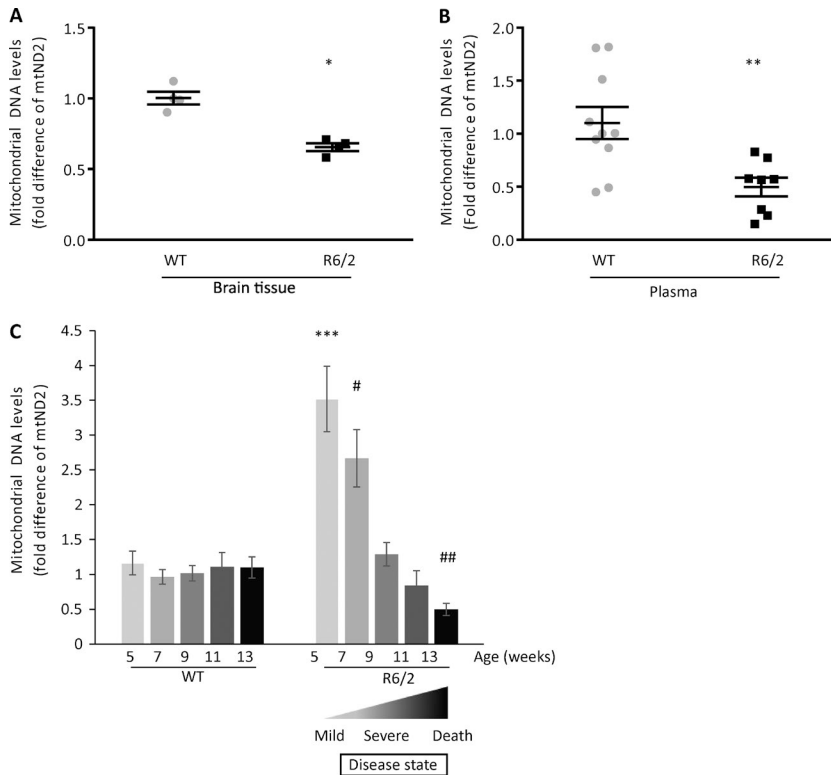 A
Mitochondrial DNA levels
(fold difference of mtND2)
1.5
1.0
0.5
0.0
*
WT
R6/2
Brain tissue
B
Mitochondrial DNA levels
(Fold difference of mtND2)
2.0
1.5
1.0
0.5
0.0
**
WT
R6/2
Plasma
C
Mitochondrial DNA levels
(fold difference of mtND2)
4.5
4
3.5
3
2.5
2
1.5
1
0.5
0
***
#
##
5 7 9 11 13
WT
5 7 9 11 13
R6/2
Age (weeks)
Mild Severe Death
Disease state